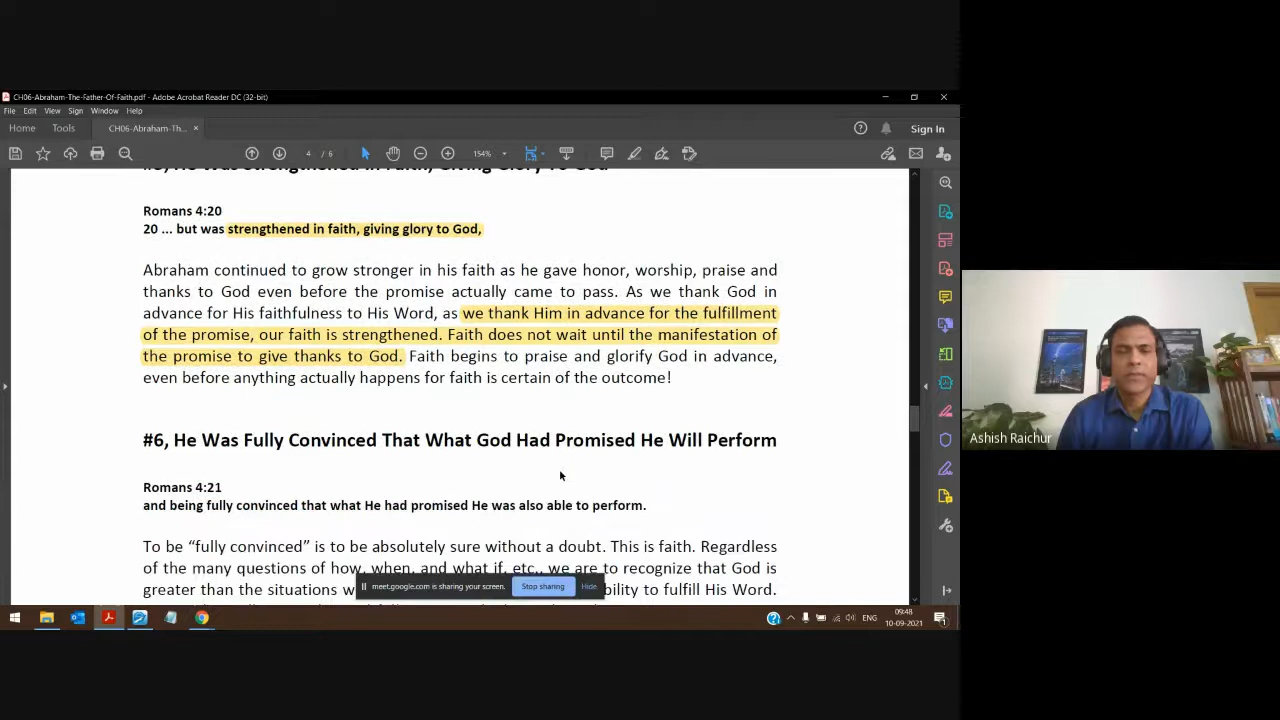 CH06-Abraham-The-Father-Of-Faith.pdf - Adobe Acrobat Reader DC (32-bit)
File Edit View Sign Window Help
Home Tools CH06-Abraham-Th... × Sign In
4 / 6 154%
#5, He Was Strengthened In Faith, Giving Glory To God
Romans 4:20
20 ... but was strengthened in faith, giving glory to God,
Abraham continued to grow stronger in his faith as he gave honor, worship, praise and
thanks to God even before the promise actually came to pass. As we thank God in
advance for His faithfulness to His Word, as we thank Him in advance for the fulfillment
of the promise, our faith is strengthened. Faith does not wait until the manifestation of
the promise to give thanks to God. Faith begins to praise and glorify God in advance,
even before anything actually happens for faith is certain of the outcome!
#6, He Was Fully Convinced That What God Had Promised He Will Perform
Romans 4:21
and being fully convinced that what He had promised He was also able to perform.
To be “fully convinced” is to be absolutely sure without a doubt. This is faith. Regardless
of the many questions of how, when, and what if, etc., we are to recognize that God is
greater than the situations w
bility to fulfill His Word.
meet.google.com is sharing your screen. Stop sharing Hide
ENG
09:48
10-09-2021
Ashish Raichur